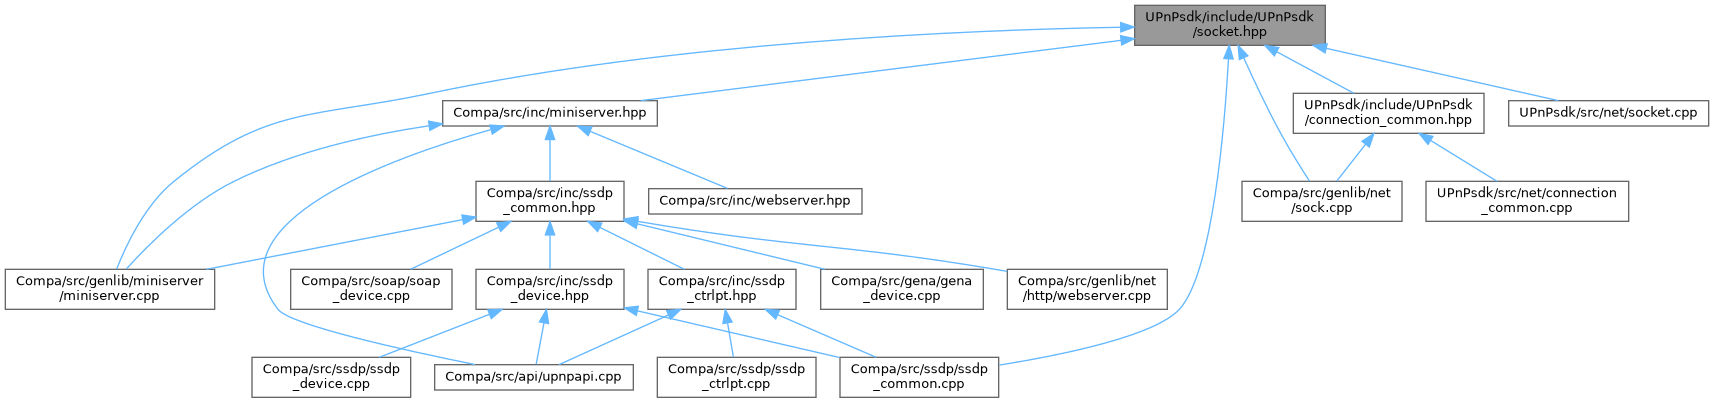 UPnPsdk/include/UPnPsdk
/socket.hpp
Compa/src/inc/miniserver.hpp
UPnPsdk/include/UPnPsdk
/connection_common.hpp
UPnPsdk/src/net/socket.cpp
Compa/src/inc/ssdp
_common.hpp
Compa/src/inc/webserver.hpp
Compa/src/genlib/net
/sock.cpp
UPnPsdk/src/net/connection
_common.cpp
Compa/src/genlib/miniserver
/miniserver.cpp
Compa/src/soap/soap
_device.cpp
Compa/src/inc/ssdp
_device.hpp
Compa/src/inc/ssdp
_ctrlpt.hpp
Compa/src/gena/gena
_device.cpp
Compa/src/genlib/net
/http/webserver.cpp
Compa/src/ssdp/ssdp
_device.cpp
Compa/src/api/upnpapi.cpp
Compa/src/ssdp/ssdp
_ctrlpt.cpp
Compa/src/ssdp/ssdp
_common.cpp